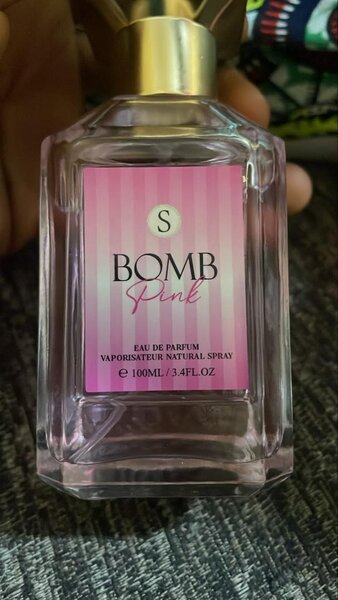 S
BOMB
Pink
EAU DE PARFUM
VAPORISATEUR NATURAL SPRAY
℮ 100ML / 3.4FL.OZ